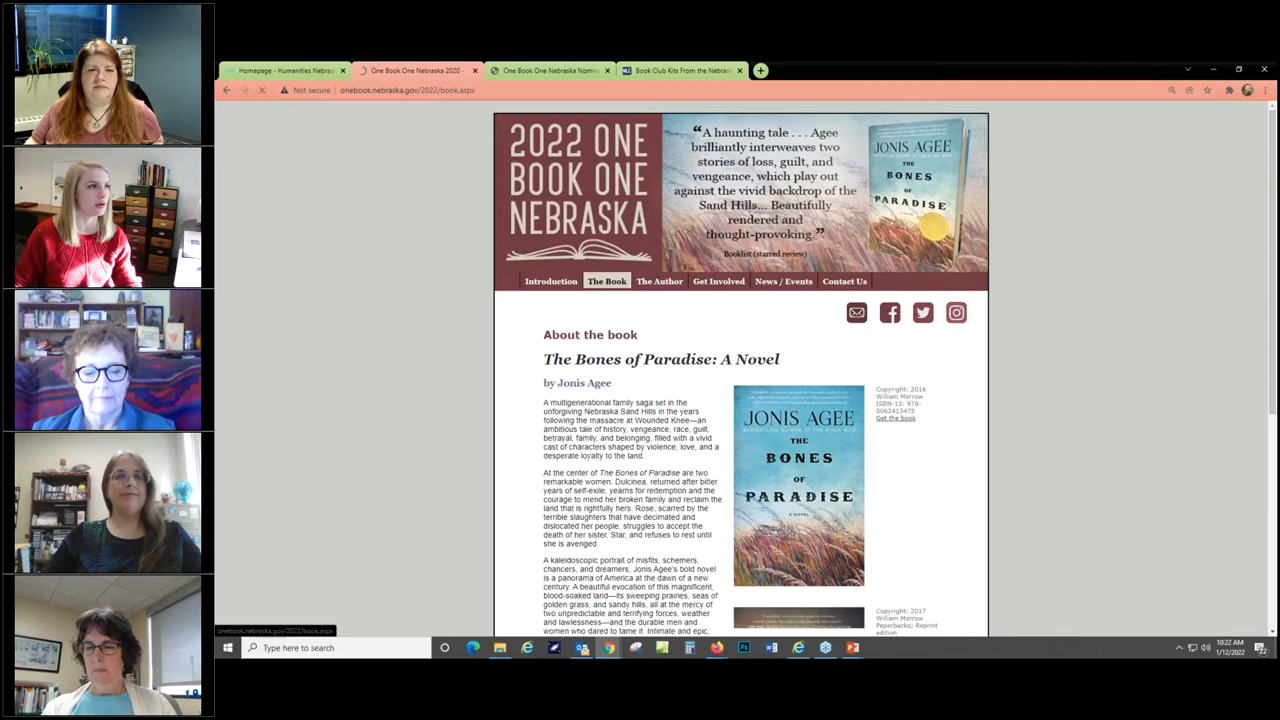 Homepage - Humanities Nebras
One Book One Nebraska 2020 -
One Book One Nebraska Nomin
NLC
Book Club Kits From the Nebras
Not secure
onebook.nebraska.gov/2022/book.aspx
2022 ONE
BOOK ONE
NEBRASKA
“A haunting tale . . . Agee
brilliantly interweaves two
stories of loss, guilt, and
vengeance, which play out
against the vivid backdrop of the
Sand Hills... Beautifully
rendered and
thought-provoking.”
Booklist (starred review)
JONIS AGEE
THE
BONES
OF
PARADISE
Introduction
The Book
The Author
Get Involved
News / Events
Contact Us
About the book
The Bones of Paradise: A Novel
by Jonis Agee
A multigenerational family saga set in the
unforgiving Nebraska Sand Hills in the years
following the massacre at Wounded Knee—an
ambitious tale of history, vengeance, race, guilt,
betrayal, family, and belonging, filled with a vivid
cast of characters shaped by violence, love, and a
desperate loyalty to the land.
At the center of The Bones of Paradise are two
remarkable women. Dulcinea, returned after bitter
years of self-exile, yearns for redemption and the
courage to mend her broken family and reclaim the
land that is rightfully hers. Rose, scarred by the
terrible slaughters that have decimated and
dislocated her people, struggles to accept the
death of her sister, Star, and refuses to rest until
she is avenged.
A kaleidoscopic portrait of misfits, schemers,
chancers, and dreamers, Jonis Agee's bold novel
is a panorama of America at the dawn of a new
century. A beautiful evocation of this magnificent,
blood-soaked land—its sweeping prairies, seas of
golden grass, and sandy hills, all at the mercy of
two unpredictable and terrifying forces, weather
and lawlessness—and the durable men and
women who dared to tame it. Intimate and epic,
JONIS AGEE
THE
BONES
OF
PARADISE
A NOVEL
Copyright: 2016
William Morrow
ISBN-13: 978-
0062413475
Get the book
Copyright: 2017
William Morrow
Paperbacks; Reprint
edition
onebook.nebraska.gov/2022/book.aspx
Type here to search
10:22 AM
1/12/2022
22